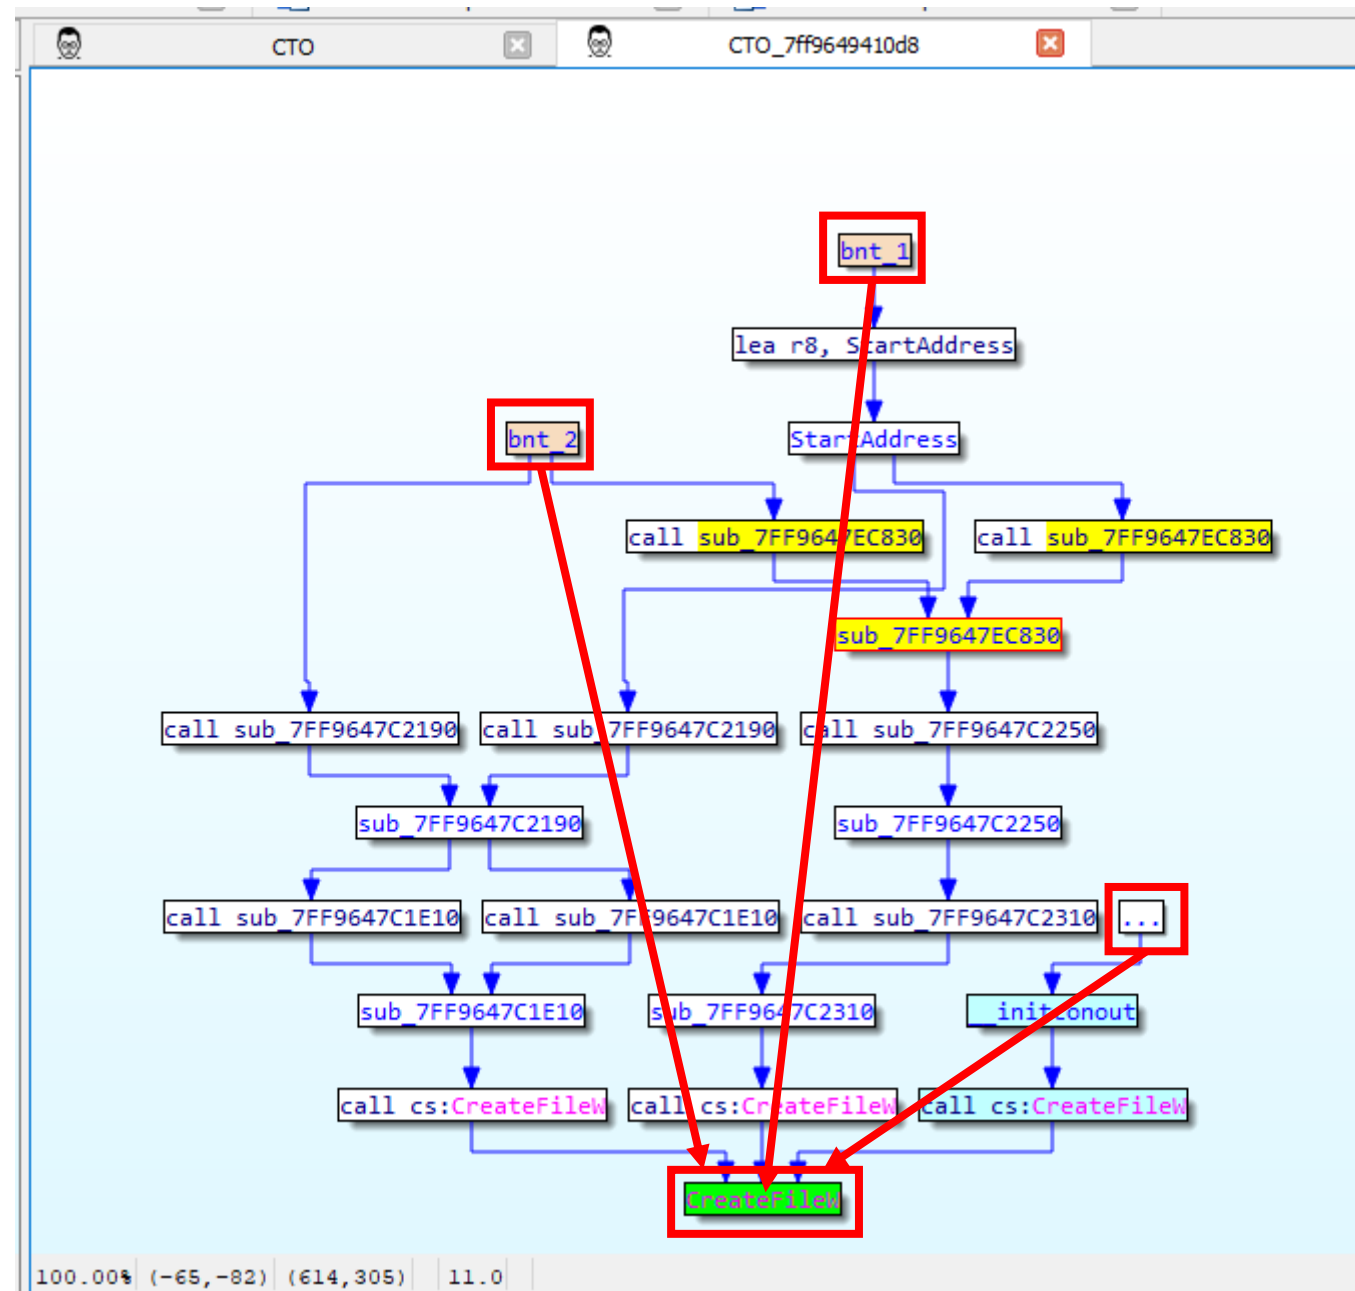 CTO
CTO_7ff9649410d8
bnt_1
lea r8, StartAddress
bnt_2
StartAddress
call sub_7FF9647EC830
call sub_7FF9647EC830
sub_7FF9647EC830
call sub_7FF9647C2190
call sub_7FF9647C2190
call sub_7FF9647C2250
sub_7FF9647C2190
sub_7FF9647C2250
call sub_7FF9647C1E10
call sub_7FF9647C1E10
call sub_7FF9647C2310
...
sub_7FF9647C1E10
sub_7FF9647C2310
__initconout
call cs:CreateFileW
call cs:CreateFileW
call cs:CreateFileW
CreateFileW
100.00% (-65,-82) (614,305) 11.0